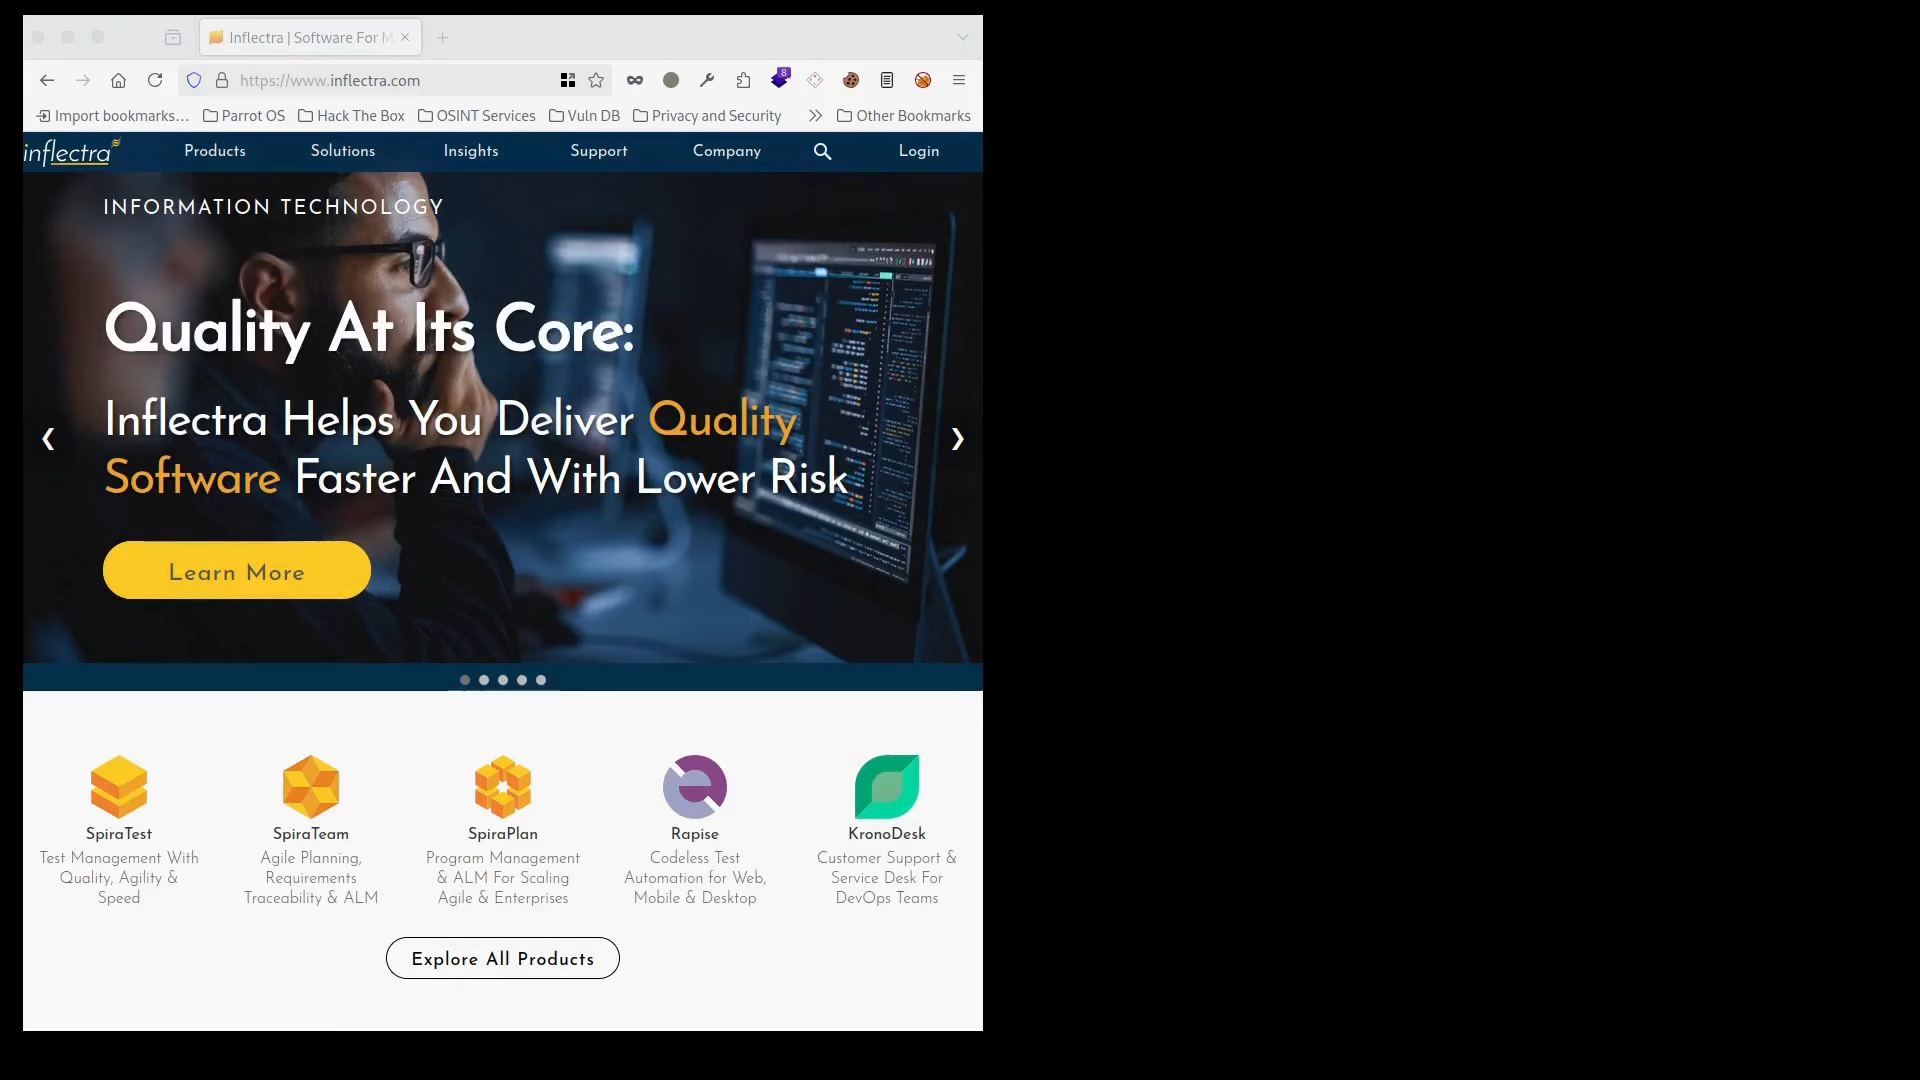 Inflectra | Software For M
https://www.inflectra.com
8
Import bookmarks...
Parrot OS
Hack The Box
OSINT Services
Vuln DB
Privacy and Security
Other Bookmarks
inflectra
Products
Solutions
Insights
Support
Company
Login
INFORMATION TECHNOLOGY
Quality At Its Core:
Inflectra Helps You Deliver Quality
Software Faster And With Lower Risk
Learn More
SpiraTest
Test Management With
Quality, Agility &
Speed
SpiraTeam
Agile Planning,
Requirements
Traceability & ALM
SpiraPlan
Program Management
& ALM For Scaling
Agile & Enterprises
Rapise
Codeless Test
Automation for Web,
Mobile & Desktop
KronoDesk
Customer Support &
Service Desk For
DevOps Teams
Explore All Products